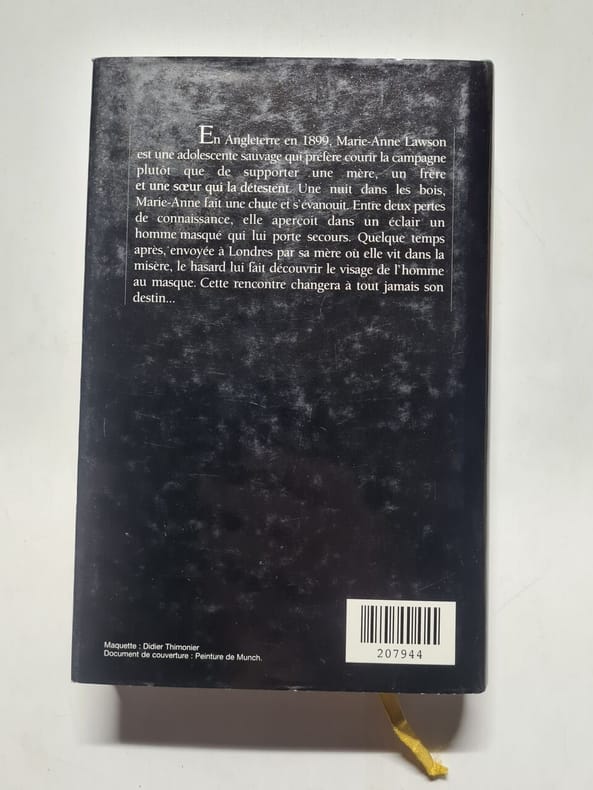 En Angleterre en 1899, Marie-Anne Lawson
est une adolescente sauvage qui préfère courir la campagne
plutôt que de supporter une mère, un frère
et une sœur qui la détestent. Une nuit dans les bois,
Marie-Anne fait une chute et s'évanouit. Entre deux pertes
de connaissance, elle aperçoit dans un éclair un
homme masqué qui lui porte secours. Quelque temps
après, envoyée à Londres par sa mère où elle vit dans la
misère, le hasard lui fait découvrir le visage de l'homme
au masque. Cette rencontre changera à tout jamais son
destin...
Maquette : Didier Thimonier
Document de couverture : Peinture de Munch.
207944